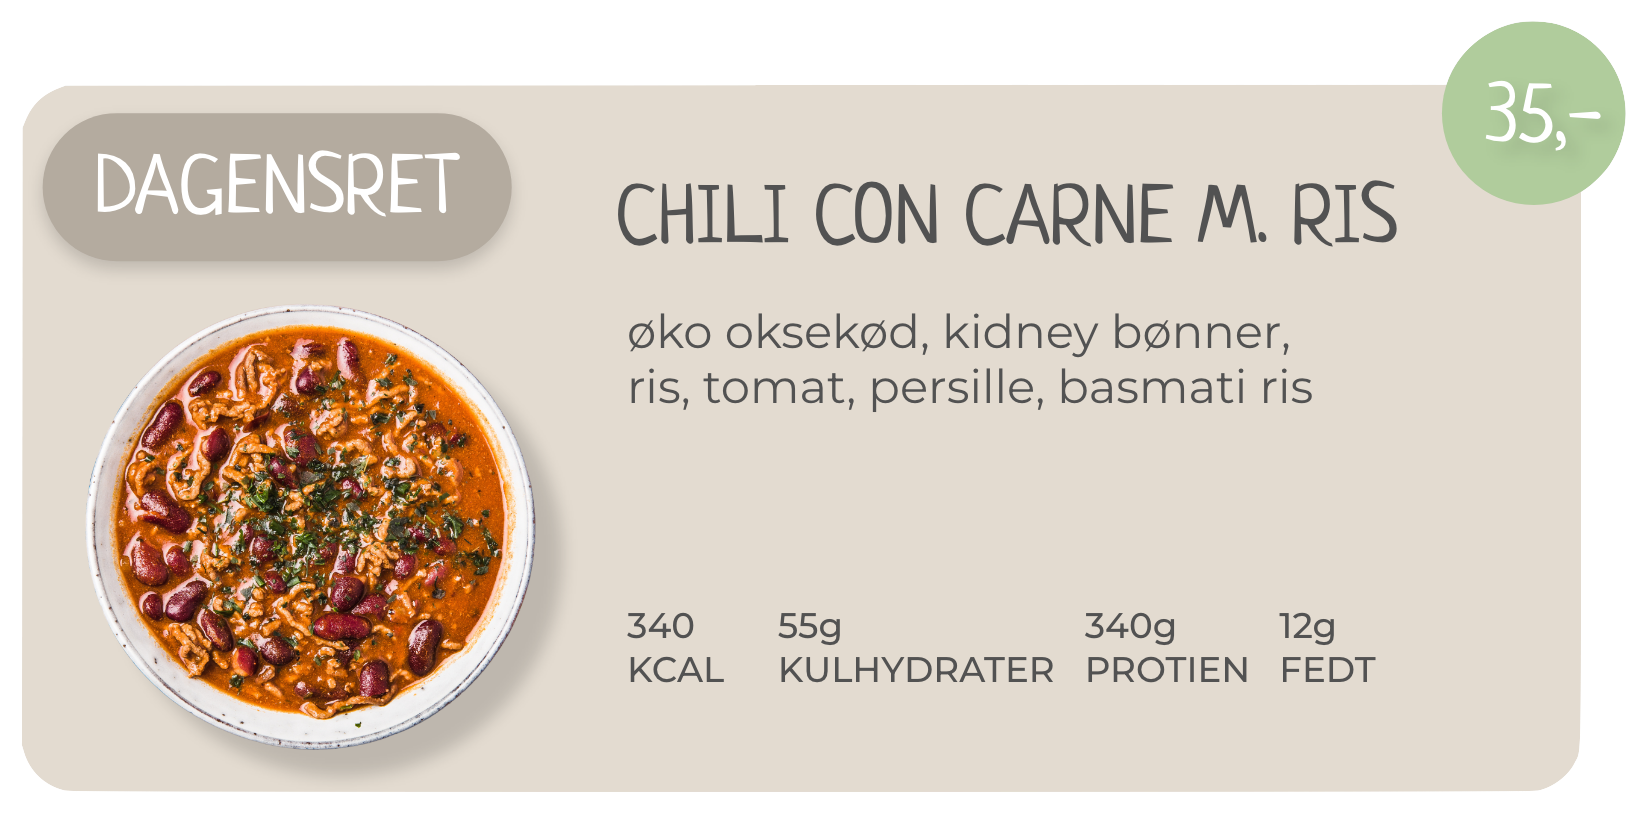 35,-
DAGENSRET
CHILI CON CARNE M. RIS
øko oksekød, kidney bønner,
ris, tomat, persille, basmati ris
340 55g 340g 12g
KCAL KULHYDRATER PROTIEN FEDT